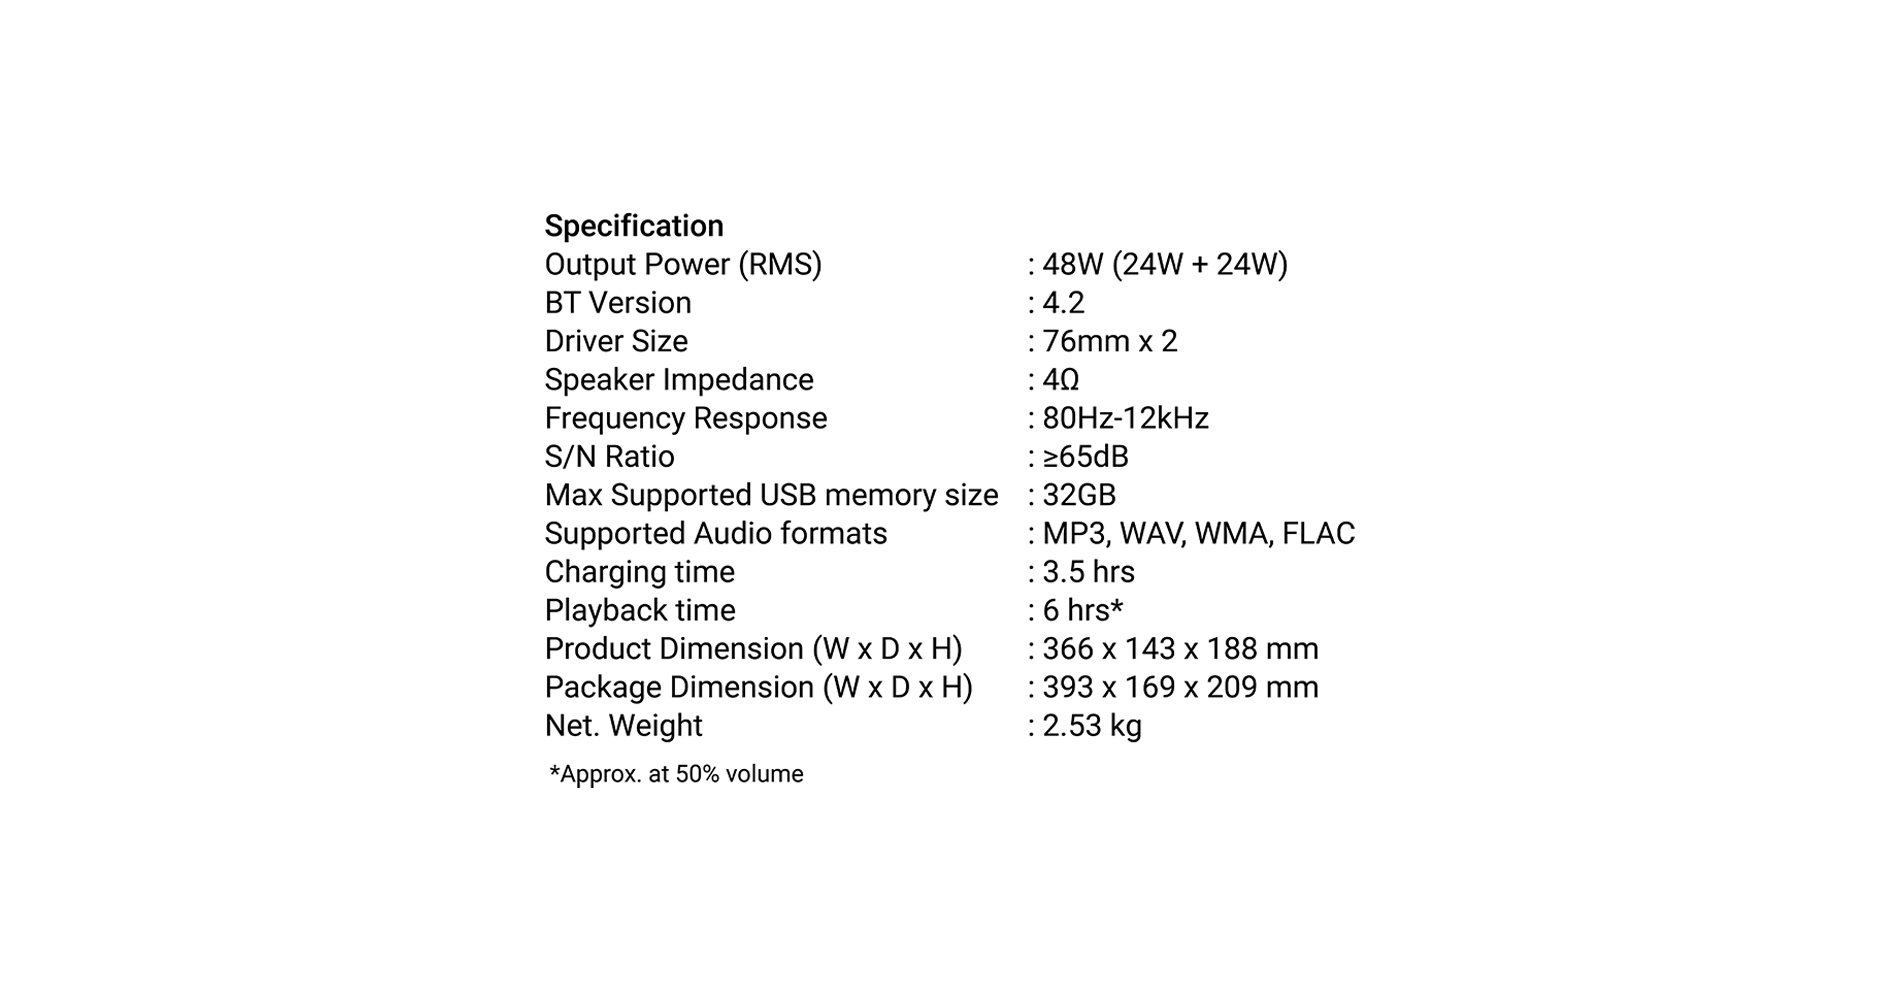 Specification
Output Power (RMS) : 48W (24W + 24W)
BT Version : 4.2
Driver Size : 76mm x 2
Speaker Impedance : 4Ω
Frequency Response : 80Hz-12kHz
S/N Ratio : ≥65dB
Max Supported USB memory size : 32GB
Supported Audio formats : MP3, WAV, WMA, FLAC
Charging time : 3.5 hrs
Playback time : 6 hrs*
Product Dimension (W x D x H) : 366 x 143 x 188 mm
Package Dimension (W x D x H) : 393 x 169 x 209 mm
Net. Weight : 2.53 kg
*Approx. at 50% volume